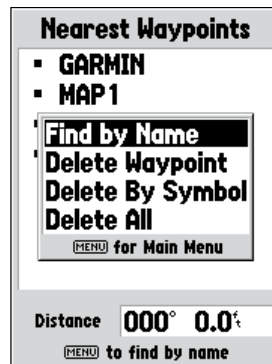 Nearest Waypoints
GARMIN
MAP1
Find by Name
Delete Waypoint
Delete By Symbol
Delete All
MENU for Main Menu
Distance 000° 0.0ft
MENU to find by name